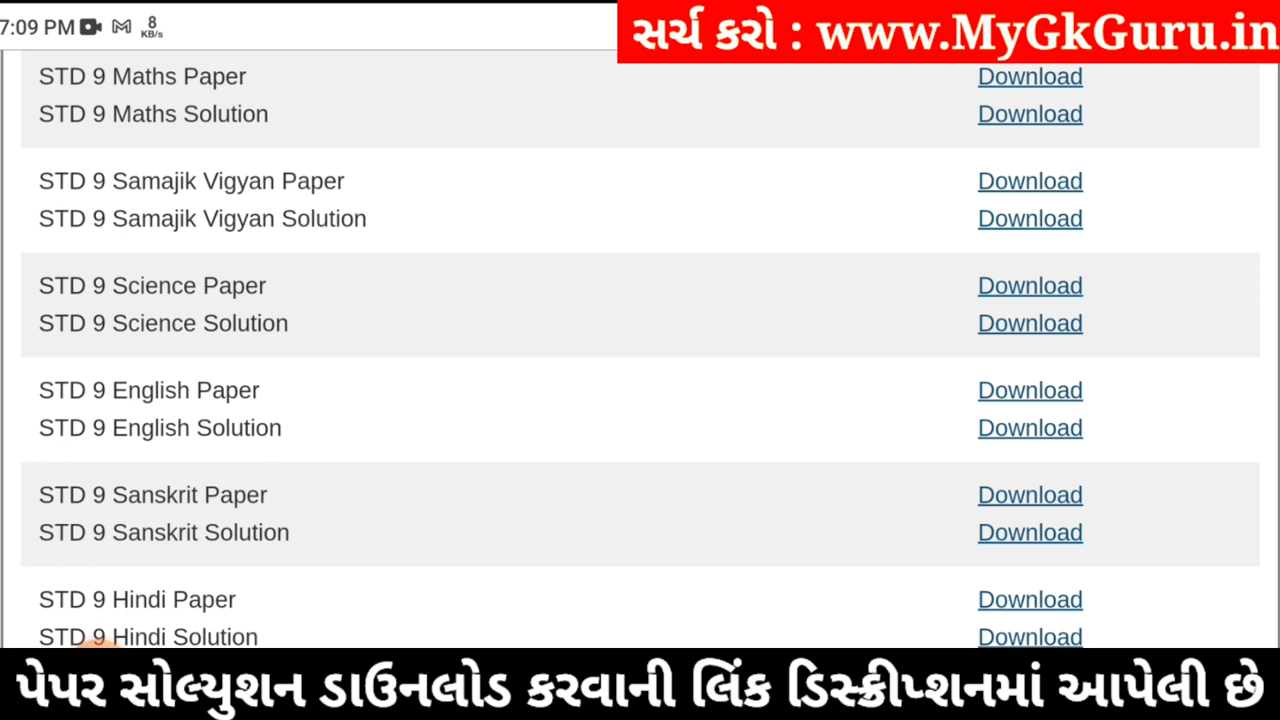 7:09 PM 8 KB/s
સર્ચ કરો : www.MyGkGuru.in
STD 9 Maths Paper Download
STD 9 Maths Solution Download
STD 9 Samajik Vigyan Paper Download
STD 9 Samajik Vigyan Solution Download
STD 9 Science Paper Download
STD 9 Science Solution Download
STD 9 English Paper Download
STD 9 English Solution Download
STD 9 Sanskrit Paper Download
STD 9 Sanskrit Solution Download
STD 9 Hindi Paper Download
STD 9 Hindi Solution Download
પેપર સોલ્યુશન ડાઉનલોડ કરવાની લિંક ડિસ્ક્રીપ્શનમાં આપેલી છે